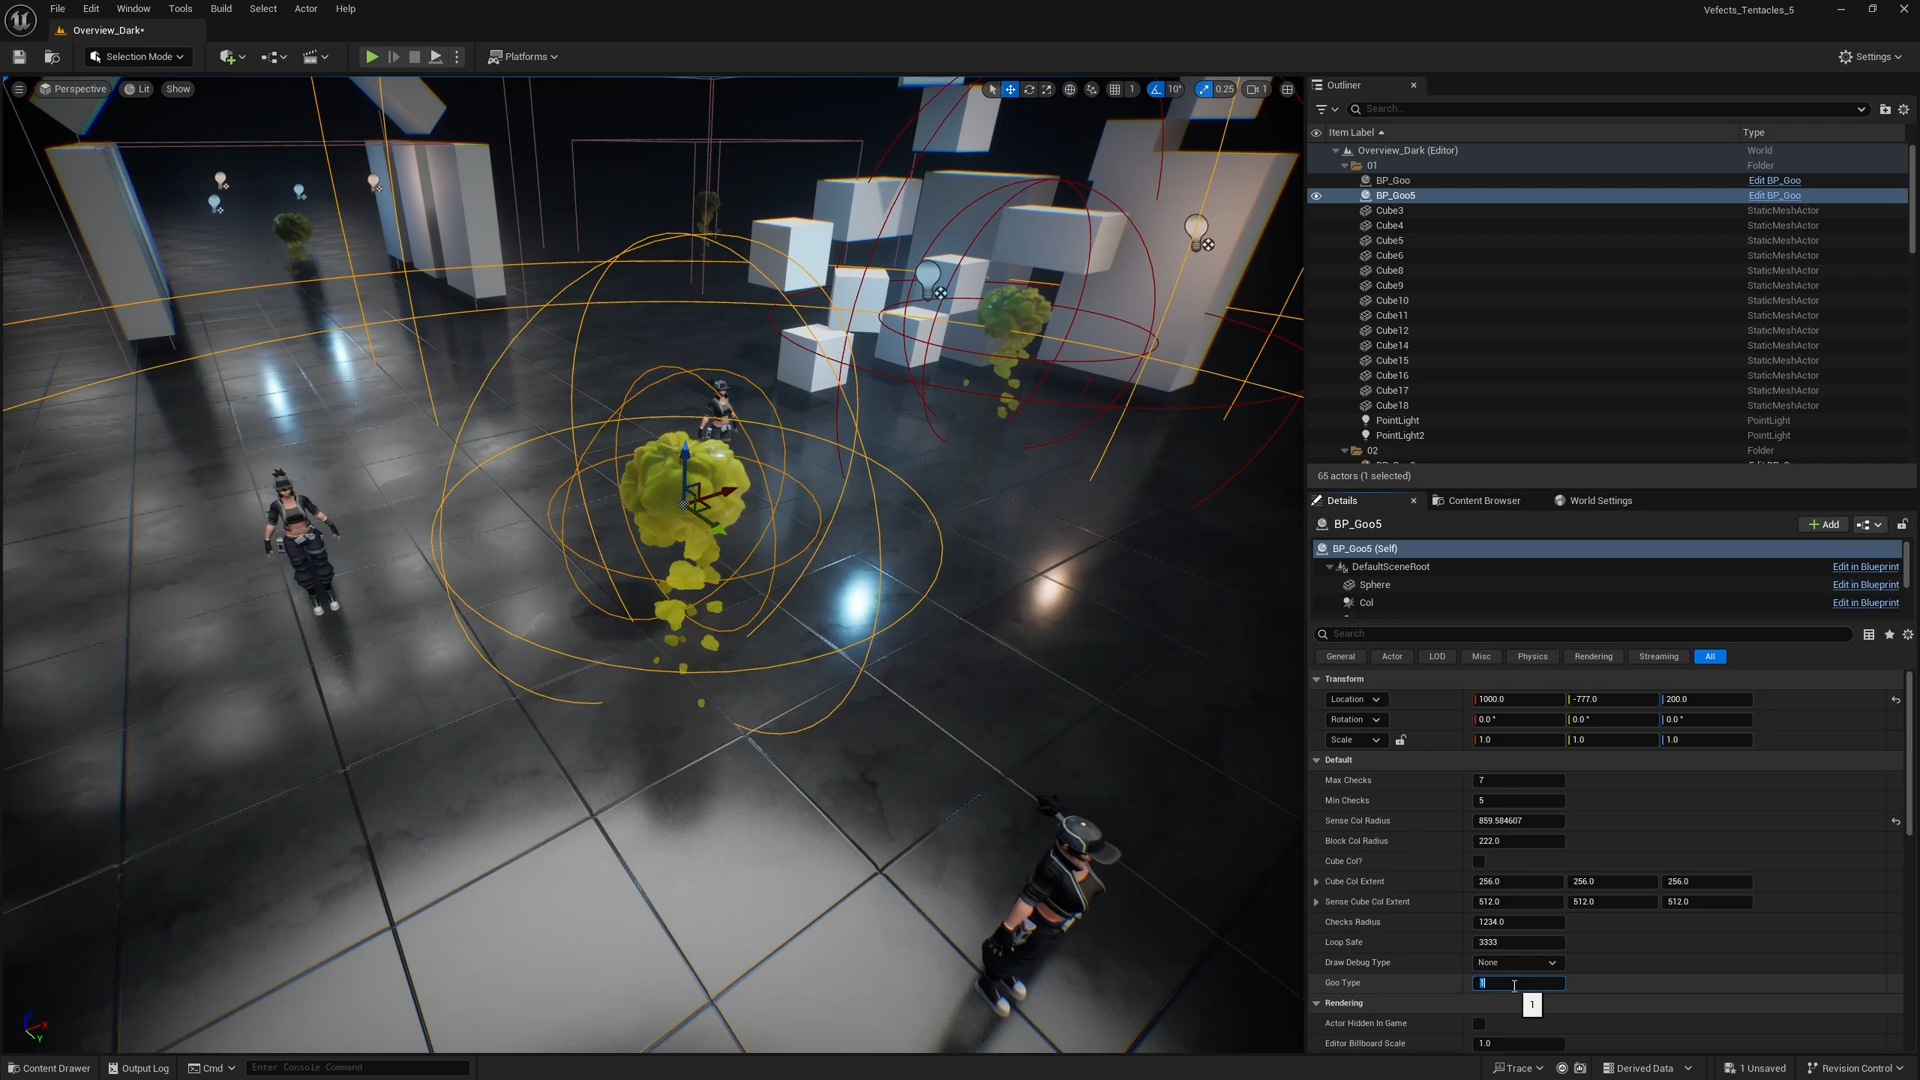 File Edit Window Tools Build Select Actor Help
Vefects_Tentacles_5
Overview_Dark*
Selection Mode
Platforms
Settings
Perspective Lit Show
1 10° 0.25 1
Outliner
Search...
Item Label Type
Overview_Dark (Editor) World
01 Folder
BP_Goo Edit BP_Goo
BP_Goo5 Edit BP_Goo
Cube3 StaticMeshActor
Cube4 StaticMeshActor
Cube5 StaticMeshActor
Cube6 StaticMeshActor
Cube8 StaticMeshActor
Cube9 StaticMeshActor
Cube10 StaticMeshActor
Cube11 StaticMeshActor
Cube12 StaticMeshActor
Cube14 StaticMeshActor
Cube15 StaticMeshActor
Cube16 StaticMeshActor
Cube17 StaticMeshActor
Cube18 StaticMeshActor
PointLight PointLight
PointLight2 PointLight
02 Folder
65 actors (1 selected)
Details Content Browser World Settings
BP_Goo5 Add
BP_Goo5 (Self)
DefaultSceneRoot Edit in Blueprint
Sphere Edit in Blueprint
Col Edit in Blueprint
Search
General Actor LOD Misc Physics Rendering Streaming All
Transform
Location 1000.0 -777.0 200.0
Rotation 0.0 ° 0.0 ° 0.0 °
Scale 1.0 1.0 1.0
Default
Max Checks 7
Min Checks 5
Sense Col Radius 859.584607
Block Col Radius 222.0
Cube Col?
Cube Col Extent 256.0 256.0 256.0
Sense Cube Col Extent 512.0 512.0 512.0
Checks Radius 1234.0
Loop Safe 3333
Draw Debug Type None
Goo Type 1
1
Rendering
Actor Hidden In Game
Editor Billboard Scale 1.0
X Y
Content Drawer Output Log Cmd Enter Console Command Trace Derived Data 1 Unsaved Revision Control